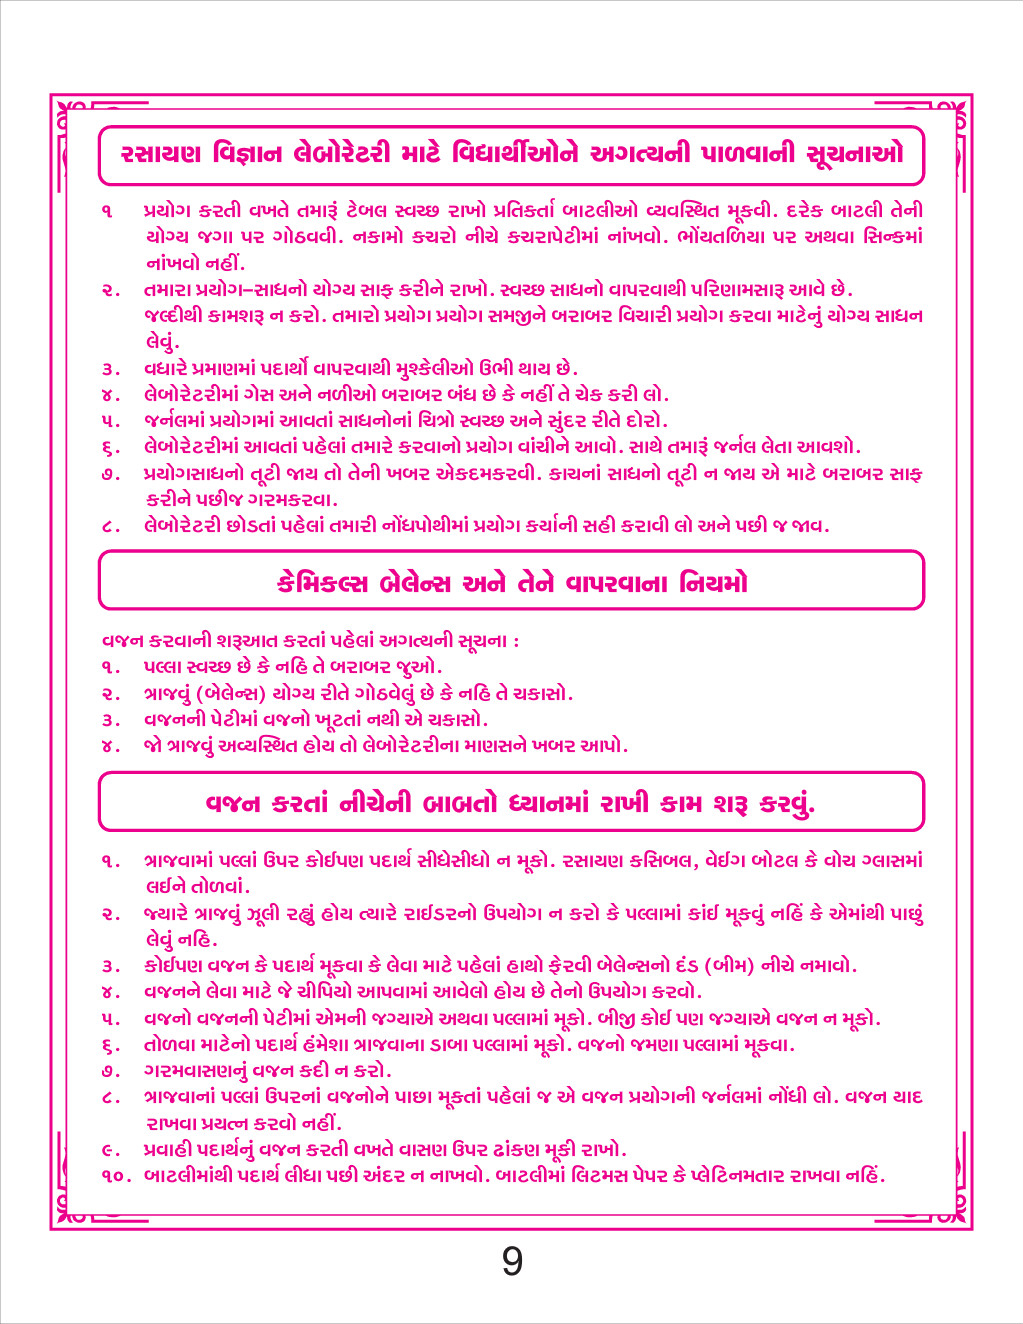 રસાયણ વિજ્ઞાન લેબોરેટરી માટે વિદ્યાર્થીઓને અગત્યની પાળવાની સૂચનાઓ
૧ પ્રયોગ કરતી વખતે તમારૂં ટેબલ સ્વચ્છ રાખો પ્રતિકર્તા બાટલીઓ વ્યવસ્થિત મૂકવી. દરેક બાટલી તેની
યોગ્ય જગા પર ગોઠવવી. નકામો કચરો નીચે કચરાપેટીમાં નાંખવો. ભોંયતળિયા પર અથવા સિન્કમાં
નાંખવો નહીં.
૨. તમારા પ્રયોગ–સાધનો યોગ્ય સાફ કરીને રાખો. સ્વચ્છ સાધનો વાપરવાથી પરિણામસારૂ આવે છે.
જલ્દીથી કામશરૂ ન કરો. તમારો પ્રયોગ પ્રયોગ સમજીને બરાબર વિચારી પ્રયોગ કરવા માટેનું યોગ્ય સાધન
લેવું.
૩. વધારે પ્રમાણમાં પદાર્થો વાપરવાથી મુશ્કેલીઓ ઉભી થાય છે.
૪. લેબોરેટરીમાં ગેસ અને નળીઓ બરાબર બંધ છે કે નહીં તે ચેક કરી લો.
૫. જર્નલમાં પ્રયોગમાં આવતાં સાધનોનાં ચિત્રો સ્વચ્છ અને સુંદર રીતે દોરો.
૬. લેબોરેટરીમાં આવતાં પહેલાં તમારે કરવાનો પ્રયોગ વાંચીને આવો. સાથે તમારૂં જર્નલ લેતા આવશો.
૭. પ્રયોગસાધનો તૂટી જાય તો તેની ખબર એકદમકરવી. કાચનાં સાધનો તૂટી ન જાય એ માટે બરાબર સાફ
કરીને પછીજ ગરમકરવા.
૮. લેબોરેટરી છોડતાં પહેલાં તમારી નોંધપોથીમાં પ્રયોગ કર્યાની સહી કરાવી લો અને પછી જ જાવ.
કેમિકલ્સ બેલેન્સ અને તેને વાપરવાના નિયમો
વજન કરવાની શરૂઆત કરતાં પહેલાં અગત્યની સૂચના :
૧. પલ્લા સ્વચ્છ છે કે નહિ તે બરાબર જુઓ.
૨. ત્રાજવું (બેલેન્સ) યોગ્ય રીતે ગોઠવેલું છે કે નહિ તે ચકાસો.
૩. વજનની પેટીમાં વજનો ખૂટતાં નથી એ ચકાસો.
૪. જો ત્રાજવું અવ્યસ્થિત હોય તો લેબોરેટરીના માણસને ખબર આપો.
વજન કરતાં નીચેની બાબતો ધ્યાનમાં રાખી કામ શરૂ કરવું.
૧. ત્રાજવામાં પલ્લાં ઉપર કોઈપણ પદાર્થ સીધેસીધો ન મૂકો. રસાયણ કસિબલ, વેઈગ બોટલ કે વોચ ગ્લાસમાં
લઈને તોળવાં.
૨. જ્યારે ત્રાજવું ઝૂલી રહ્યું હોય ત્યારે રાઈડરનો ઉપયોગ ન કરો કે પલ્લામાં કાંઈ મૂકવું નહિં કે એમાંથી પાછું
લેવું નહિ.
૩. કોઈપણ વજન કે પદાર્થ મૂકવા કે લેવા માટે પહેલાં હાથો ફેરવી બેલેન્સનો દંડ (બીમ) નીચે નમાવો.
૪. વજનને લેવા માટે જે ચીપિયો આપવામાં આવેલો હોય છે તેનો ઉપયોગ કરવો.
૫. વજનો વજનની પેટીમાં એમની જગ્યાએ અથવા પલ્લામાં મૂકો. બીજી કોઈ પણ જગ્યાએ વજન ન મૂકો.
૬. તોળવા માટેનો પદાર્થ હંમેશા ત્રાજવાના ડાબા પલ્લામાં મૂકો. વજનો જમણા પલ્લામાં મૂકવા.
૭. ગરમવાસણનું વજન કદી ન કરો.
૮. ત્રાજવાનાં પલ્લાં ઉપરનાં વજનોને પાછા મૂક્તાં પહેલાં જ એ વજન પ્રયોગની જર્નલમાં નોંધી લો. વજન યાદ
રાખવા પ્રયત્ન કરવો નહીં.
૯. પ્રવાહી પદાર્થનું વજન કરતી વખતે વાસણ ઉપર ઢાંકણ મૂકી રાખો.
૧૦. બાટલીમાંથી પદાર્થ લીધા પછી અંદર ન નાખવો. બાટલીમાં લિટમસ પેપર કે પ્લેટિનમતાર રાખવા નહિં.
9